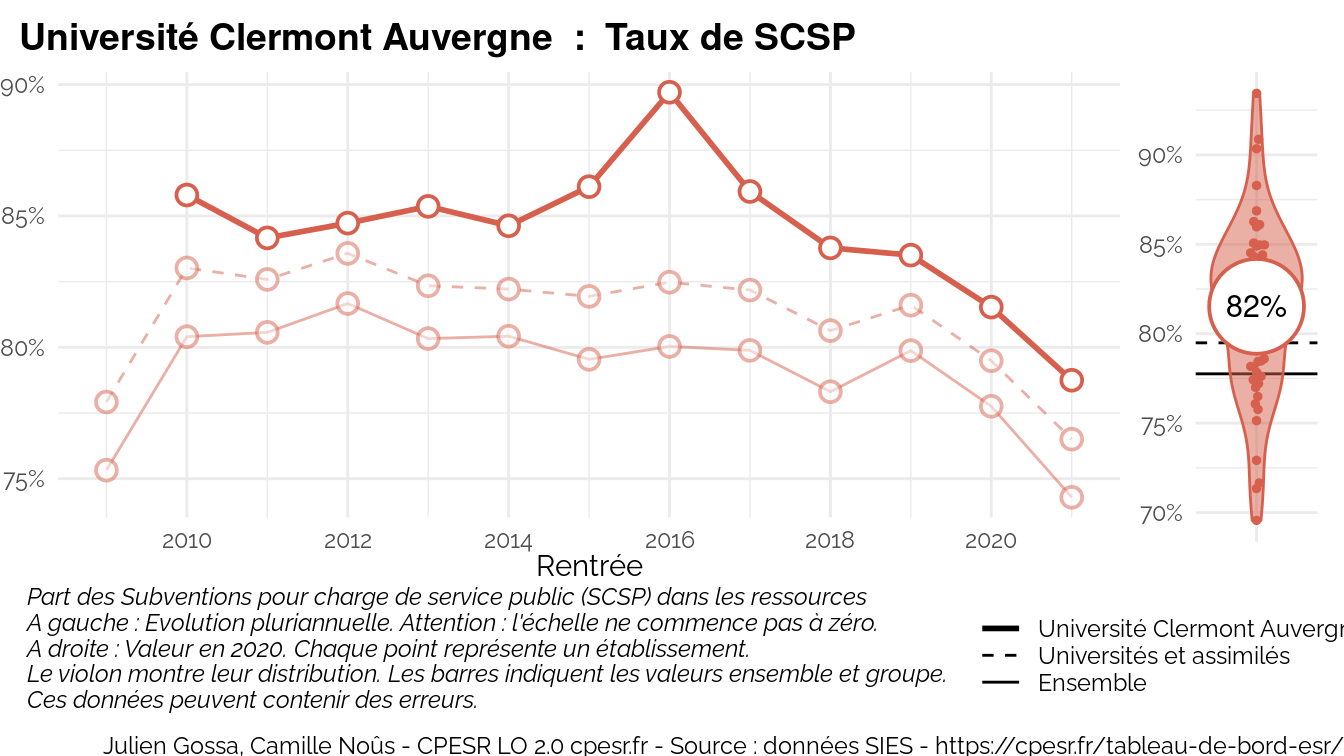 Université Clermont Auvergne : Taux de SCSP
90%
85%
80%
75%
2010 2012 2014 2016 2018 2020
Rentrée
90%
85%
82%
80%
75%
70%
Part des Subventions pour charge de service public (SCSP) dans les ressources
A gauche : Evolution pluriannuelle. Attention : l'échelle ne commence pas à zéro.
A droite : Valeur en 2020. Chaque point représente un établissement.
Le violon montre leur distribution. Les barres indiquent les valeurs ensemble et groupe.
Ces données peuvent contenir des erreurs.
Université Clermont Auvergr
Universités et assimilés
Ensemble
Julien Gossa, Camille Noûs - CPESR LO 2.0 cpesr.fr - Source : données SIES - https://cpesr.fr/tableau-de-bord-esr/